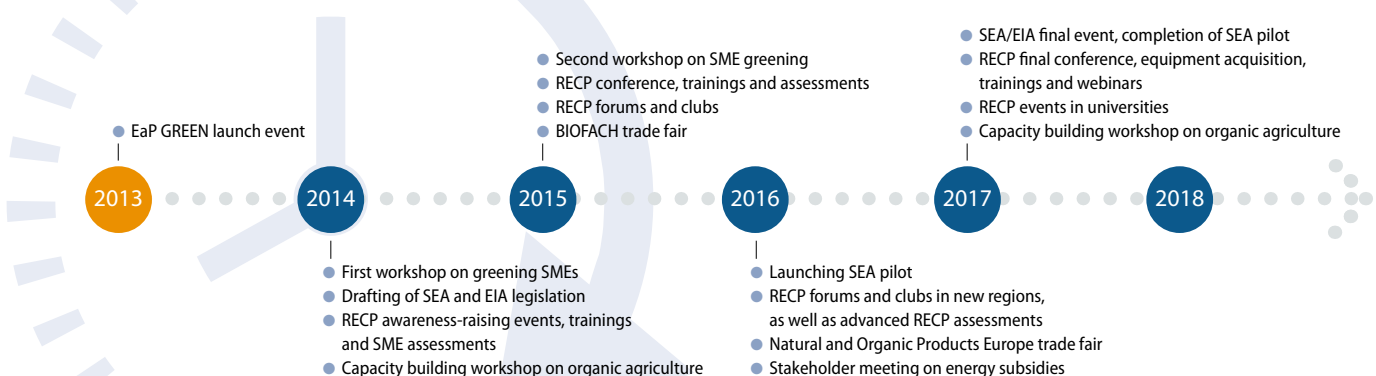 EaP GREEN launch event
2013
2014
First workshop on greening SMEs
Drafting of SEA and EIA legislation
RECP awareness-raising events, trainings
and SME assessments
Capacity building workshop on organic agriculture
Second workshop on SME greening
RECP conference, trainings and assessments
RECP forums and clubs
BIOFACH trade fair
2015
2016
Launching SEA pilot
RECP forums and clubs in new regions,
as well as advanced RECP assessments
Natural and Organic Products Europe trade fair
Stakeholder meeting on energy subsidies
SEA/EIA final event, completion of SEA pilot
RECP final conference, equipment acquisition,
trainings and webinars
RECP events in universities
Capacity building workshop on organic agriculture
2017
2018